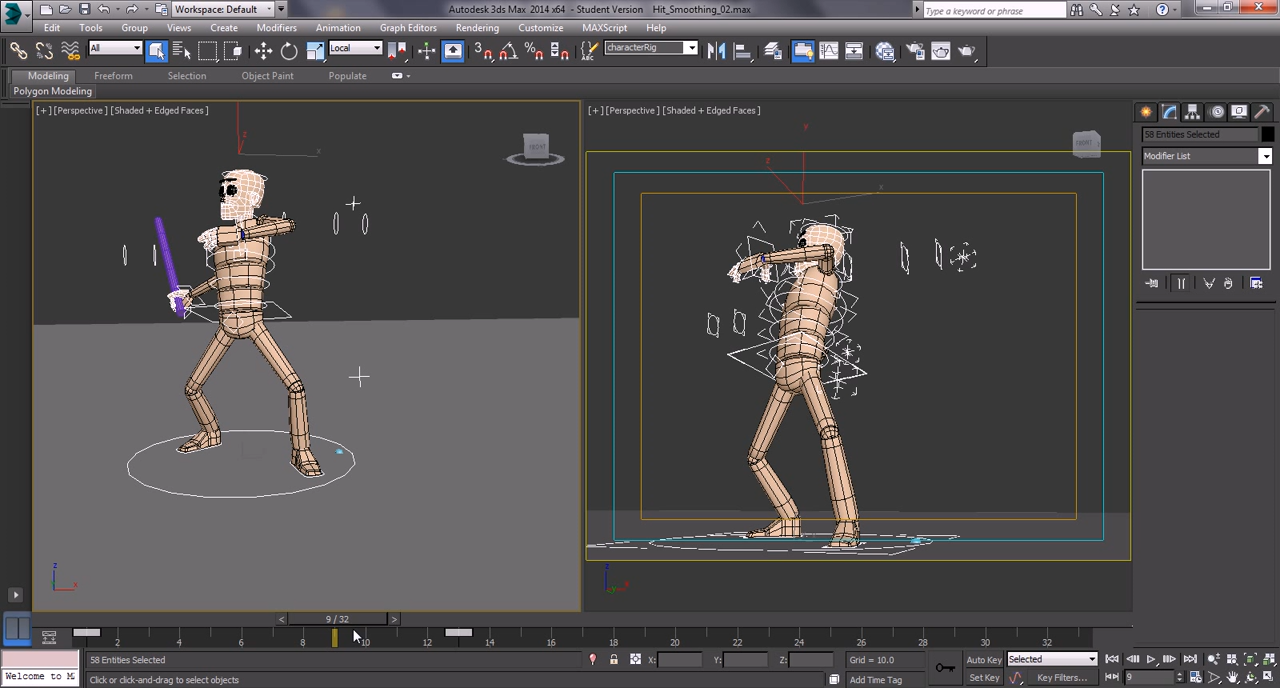 Workspace: Default
Autodesk 3ds Max 2014 x64 - Student Version Hit_Smoothing_02.max
Type a keyword or phrase
Edit Tools Group Views Create Modifiers Animation Graph Editors Rendering Customize MAXScript Help
All Local characterRig
Modeling Freeform Selection Object Paint Populate
Polygon Modeling
[+] [Perspective] [Shaded + Edged Faces]
[+] [Perspective] [Shaded + Edged Faces]
58 Entities Selected
Modifier List
FRONT
FRONT
z x
y z x
z x
z
< 9 / 32 >
2 4 6 8 10 12 14 16 18 20 22 24 26 28 30 32
58 Entities Selected X: Y: Z: Grid = 10.0 Auto Key Selected
Welcome to M Click or click-and-drag to select objects Add Time Tag Set Key Key Filters... 9